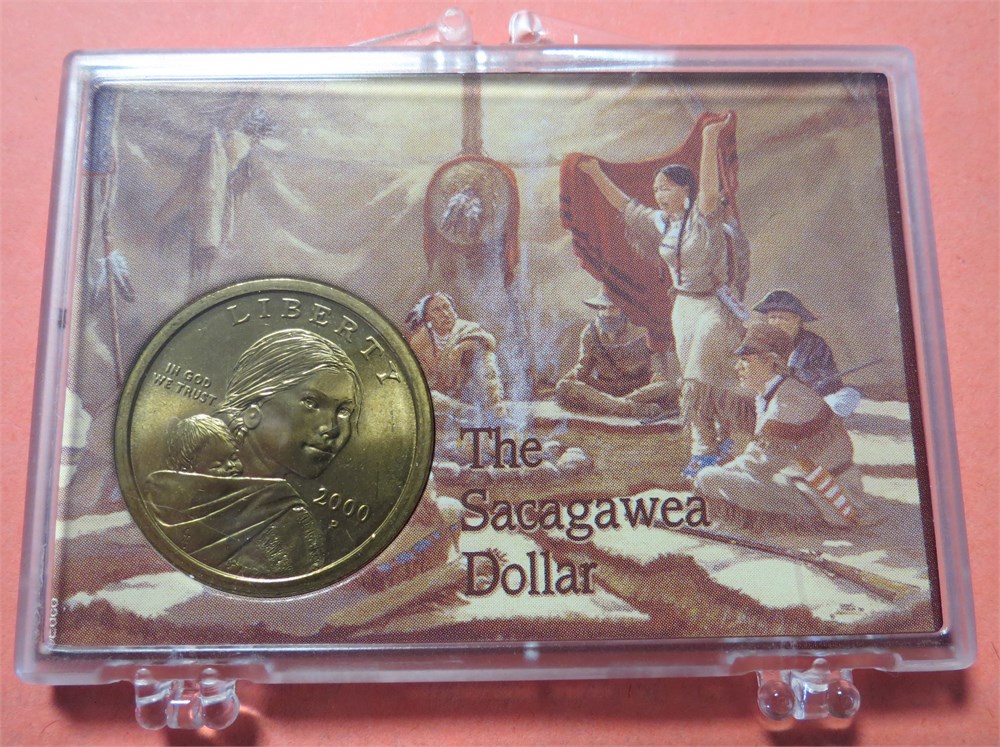 LIBERTY
IN GOD
WE TRUST
2000
P
The
Sacagawea
Dollar